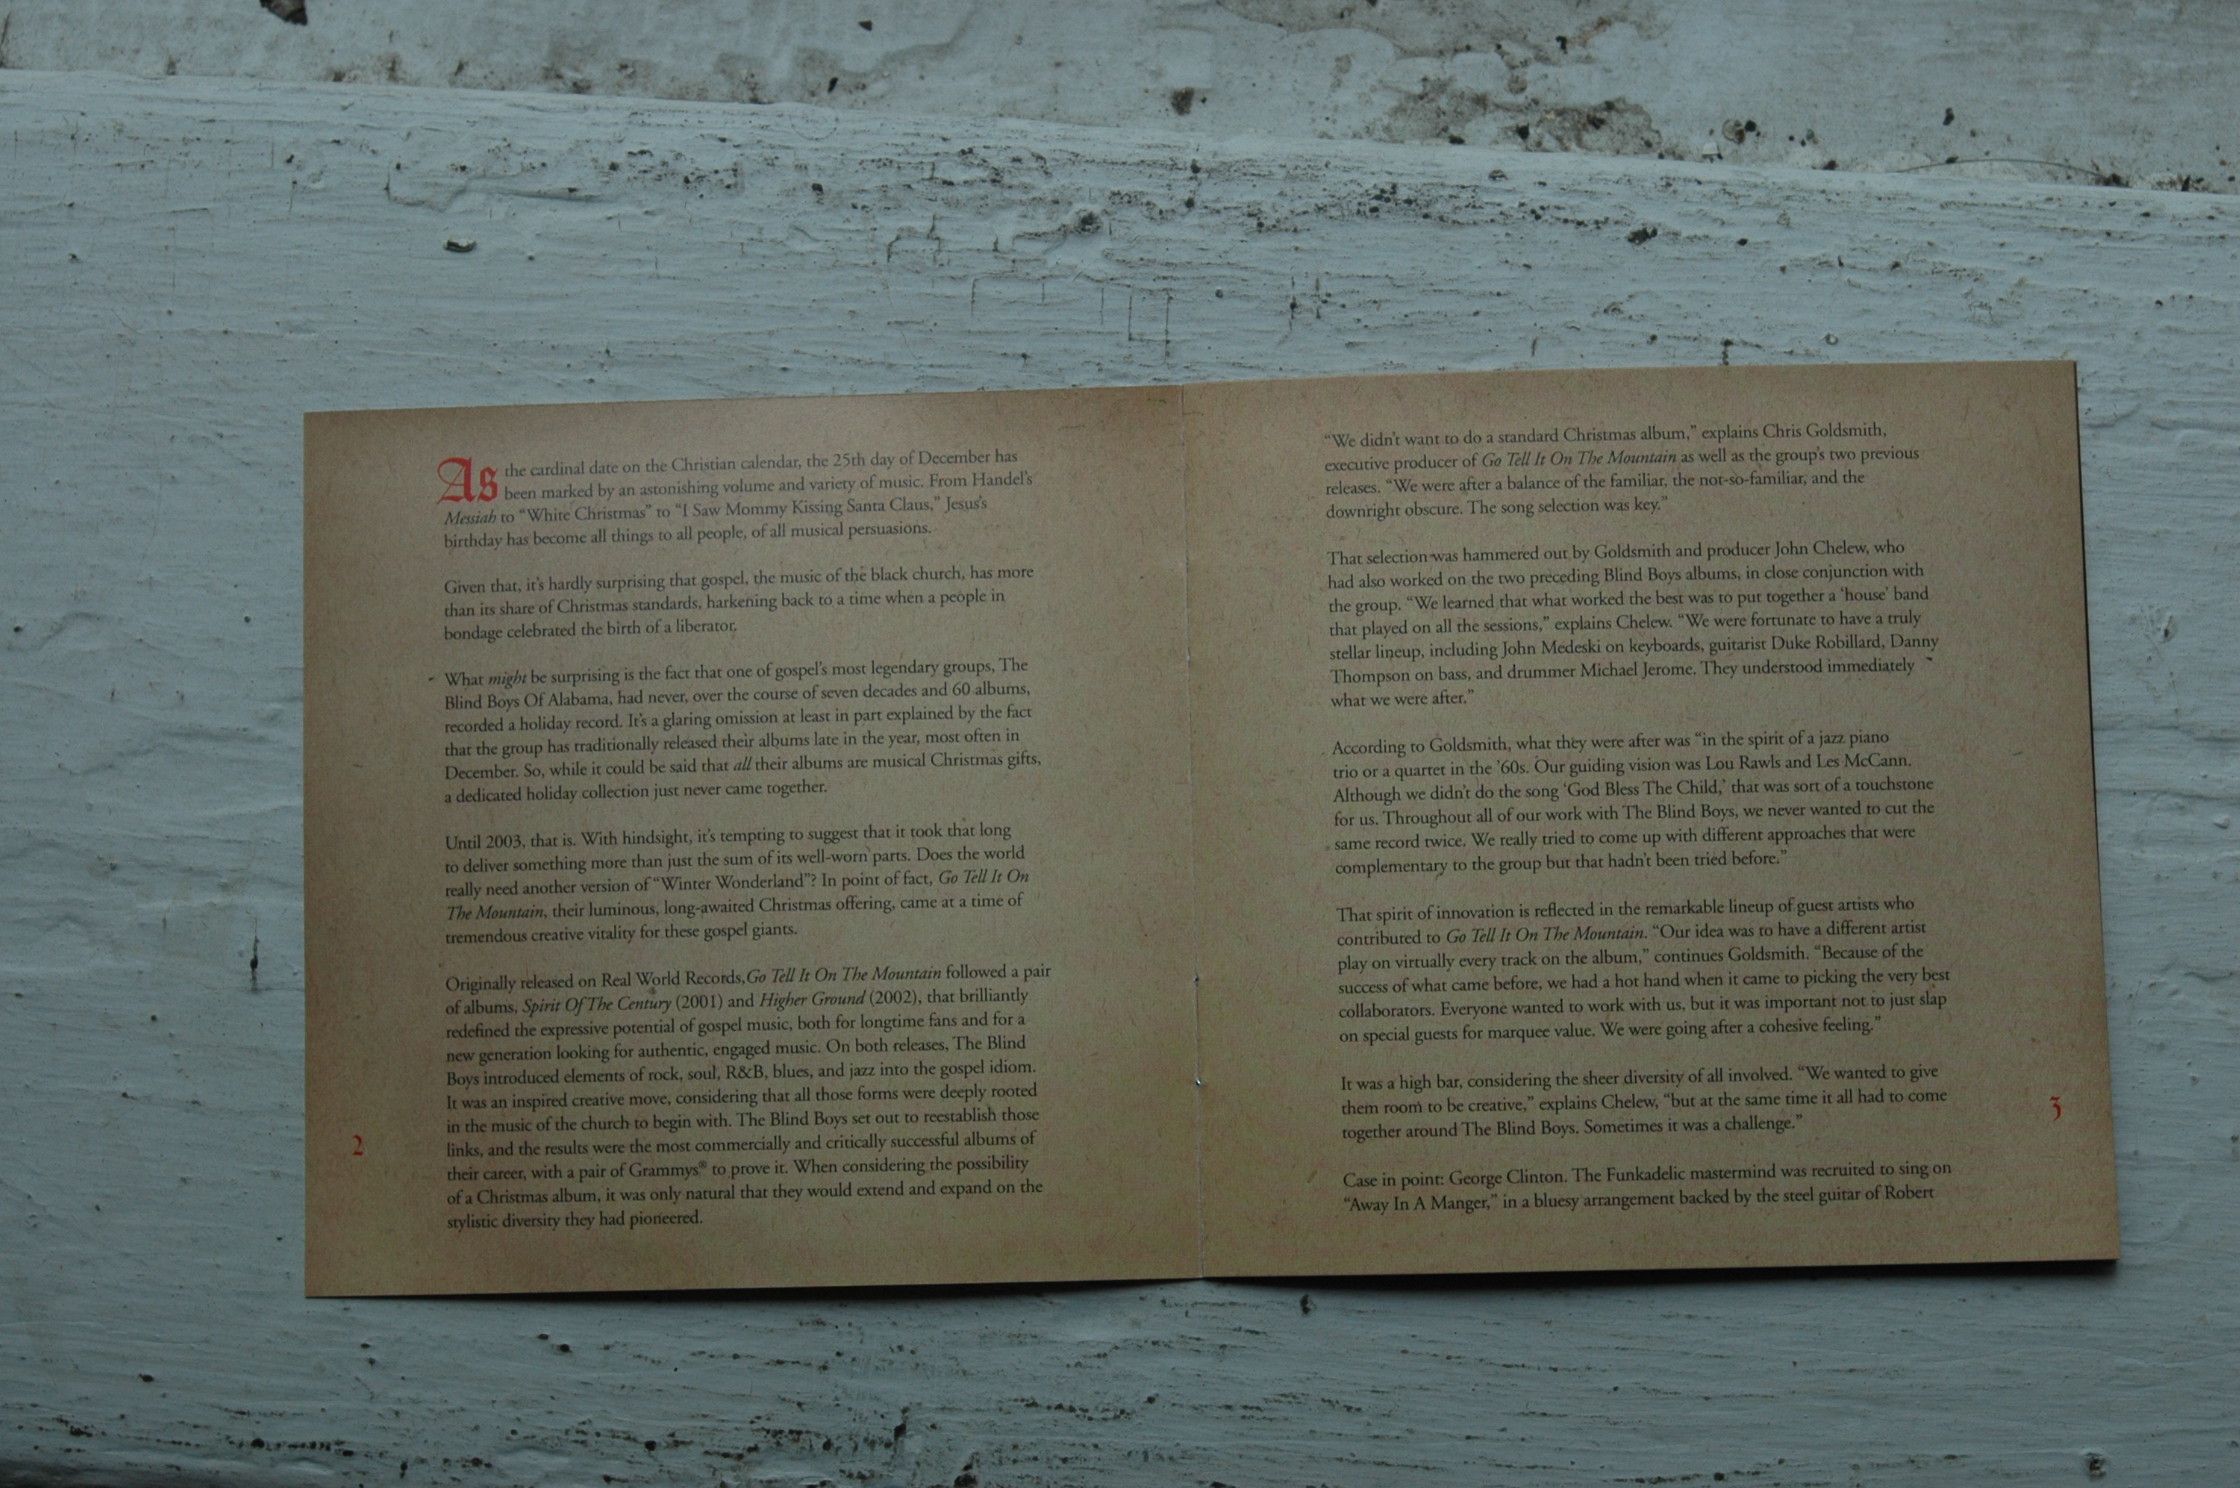 As the cardinal date on the Christian calendar, the 25th day of December has
been marked by an astonishing volume and variety of music. From Handel's
Messiah to “White Christmas” to “I Saw Mommy Kissing Santa Claus,” Jesus's
birthday has become all things to all people, of all musical persuasions.
Given that, it's hardly surprising that gospel, the music of the black church, has more
than its share of Christmas standards, harkening back to a time when a people in
bondage celebrated the birth of a liberator.
What might be surprising is the fact that one of gospel's most legendary groups, The
Blind Boys Of Alabama, had never, over the course of seven decades and 60 albums,
recorded a holiday record. It's a glaring omission at least in part explained by the fact
that the group has traditionally released their albums late in the year, most often in
December. So, while it could be said that all their albums are musical Christmas gifts,
a dedicated holiday collection just never came together.
Until 2003, that is. With hindsight, it's tempting to suggest that it took that long
to deliver something more than just the sum of its well-worn parts. Does the world
really need another version of “Winter Wonderland”? In point of fact, Go Tell It On
The Mountain, their luminous, long-awaited Christmas offering, came at a time of
tremendous creative vitality for these gospel giants.
Originally released on Real World Records,Go Tell It On The Mountain followed a pair
of albums, Spirit Of The Century (2001) and Higher Ground (2002), that brilliantly
redefined the expressive potential of gospel music, both for longtime fans and for a
new generation looking for authentic, engaged music. On both releases, The Blind
Boys introduced elements of rock, soul, R&B, blues, and jazz into the gospel idiom.
It was an inspired creative move, considering that all those forms were deeply rooted
in the music of the church to begin with. The Blind Boys set out to reestablish those
links, and the results were the most commercially and critically successful albums of
their career, with a pair of Grammys® to prove it. When considering the possibility
of a Christmas album, it was only natural that they would extend and expand on the
stylistic diversity they had pioneered.
2
“We didn't want to do a standard Christmas album,” explains Chris Goldsmith,
executive producer of Go Tell It On The Mountain as well as the group's two previous
releases. “We were after a balance of the familiar, the not-so-familiar, and the
downright obscure. The song selection was key.”
That selection was hammered out by Goldsmith and producer John Chelew, who
had also worked on the two preceding Blind Boys albums, in close conjunction with
the group. “We learned that what worked the best was to put together a ‘house’ band
that played on all the sessions,” explains Chelew. “We were fortunate to have a truly
stellar lineup, including John Medeski on keyboards, guitarist Duke Robillard, Danny
Thompson on bass, and drummer Michael Jerome. They understood immediately
what we were after.”
According to Goldsmith, what they were after was “in the spirit of a jazz piano
trio or a quartet in the '60s. Our guiding vision was Lou Rawls and Les McCann.
Although we didn't do the song ‘God Bless The Child,’ that was sort of a touchstone
for us. Throughout all of our work with The Blind Boys, we never wanted to cut the
same record twice. We really tried to come up with different approaches that were
complementary to the group but that hadn't been tried before.”
That spirit of innovation is reflected in the remarkable lineup of guest artists who
contributed to Go Tell It On The Mountain. “Our idea was to have a different artist
play on virtually every track on the album,” continues Goldsmith. “Because of the
success of what came before, we had a hot hand when it came to picking the very best
collaborators. Everyone wanted to work with us, but it was important not to just slap
on special guests for marquee value. We were going after a cohesive feeling.”
It was a high bar, considering the sheer diversity of all involved. “We wanted to give
them room to be creative,” explains Chelew, “but at the same time it all had to come
together around The Blind Boys. Sometimes it was a challenge.”
Case in point: George Clinton. The Funkadelic mastermind was recruited to sing on
“Away In A Manger,” in a bluesy arrangement backed by the steel guitar of Robert
3